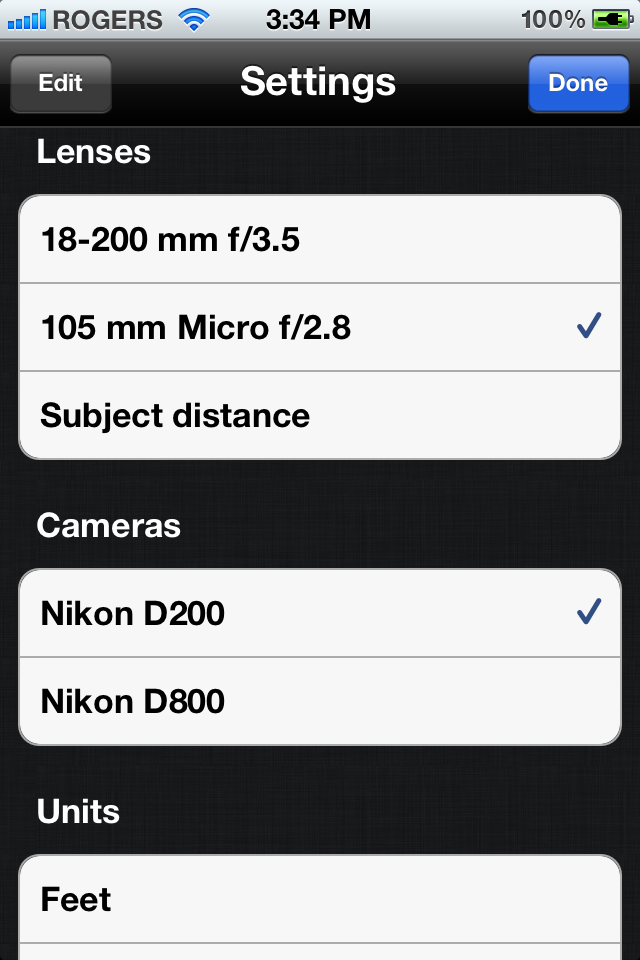 ROGERS 3:34 PM 100%
Edit Settings Done
Lenses
18-200 mm f/3.5
105 mm Micro f/2.8
Subject distance
Cameras
Nikon D200
Nikon D800
Units
Feet